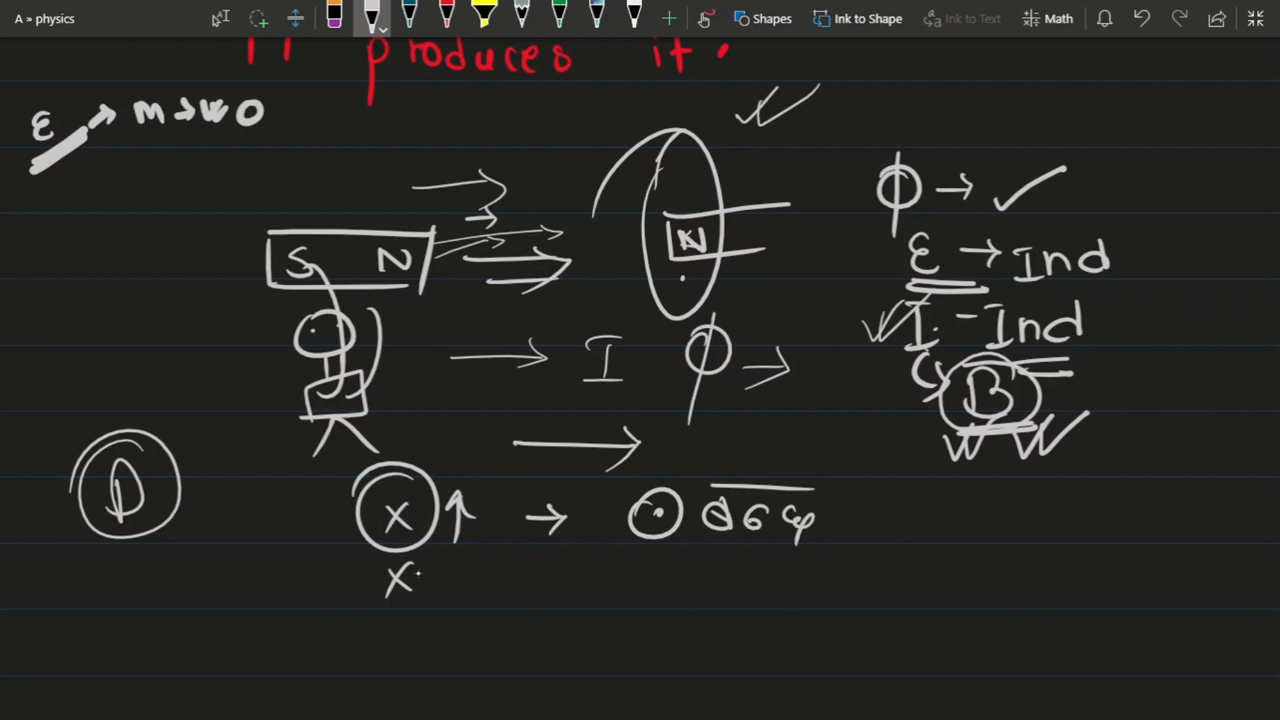 A » physics
Shapes Ink to Shape Ink to Text Math
produces it.
ε → m → w0
ϕ → ✓
S N → N
ε → Ind
I - Ind
→ I ϕ →
B
D
X ↑ → ⊙
X